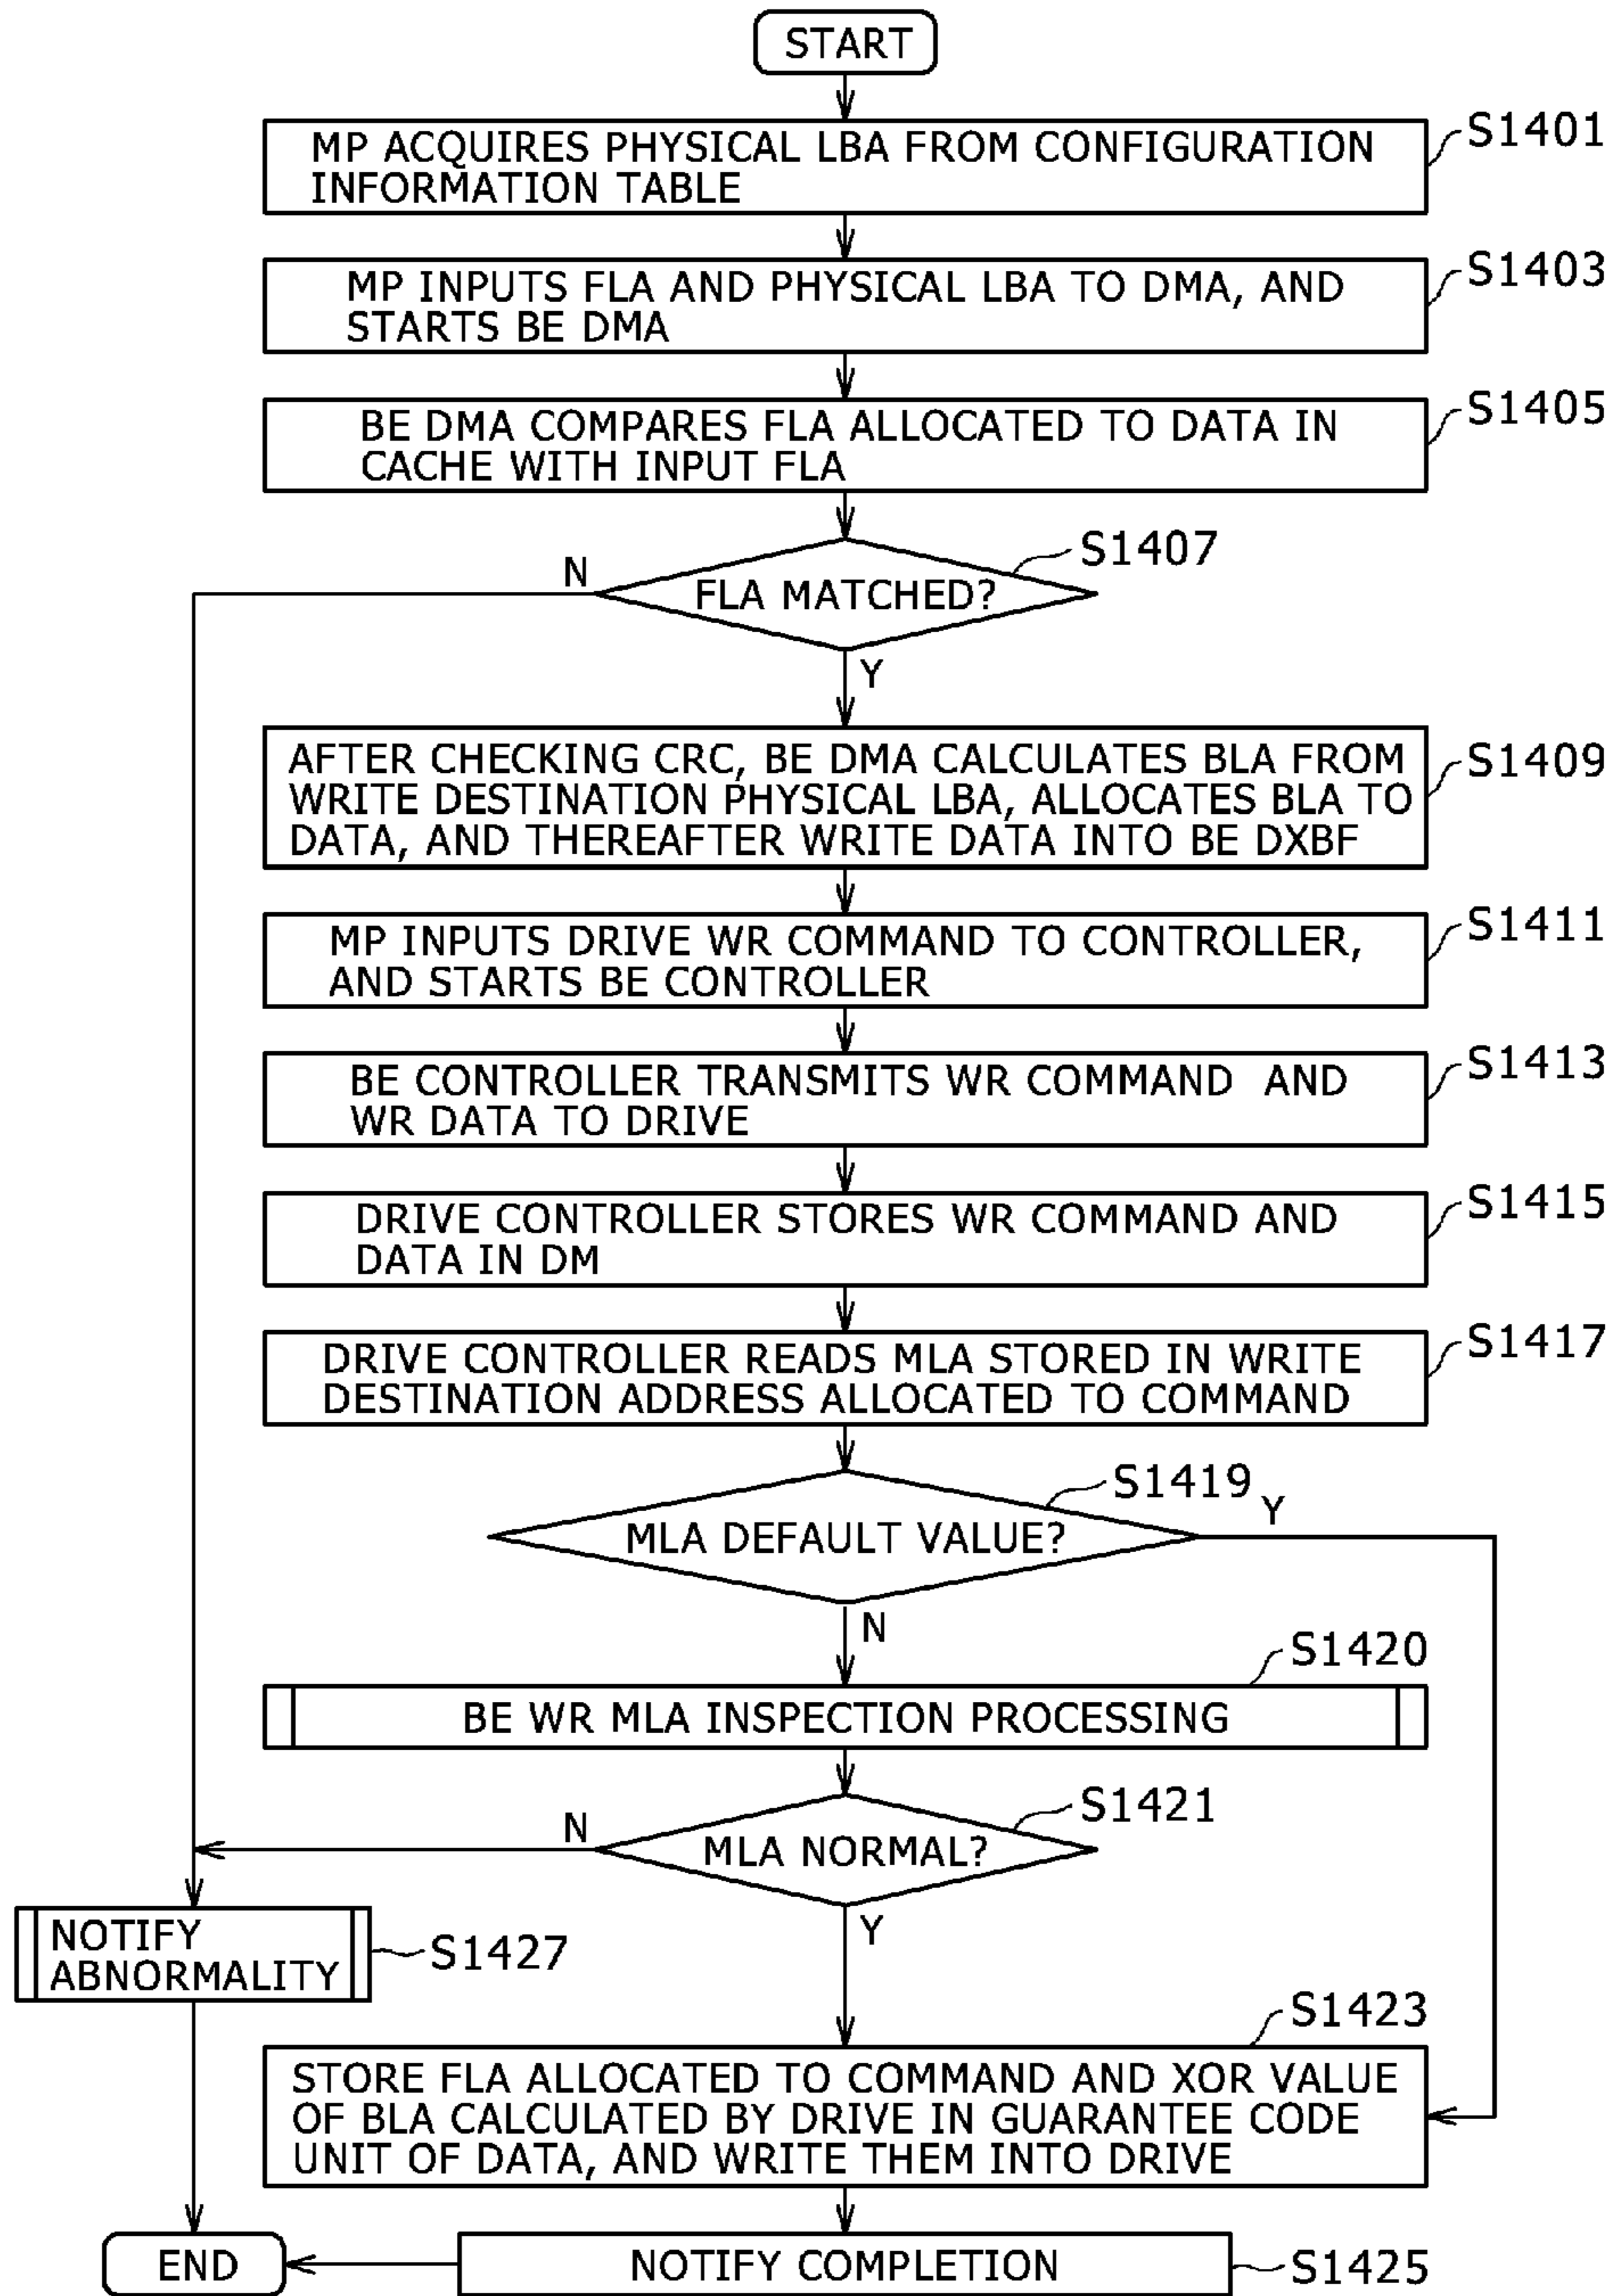 START
MP ACQUIRES PHYSICAL LBA FROM CONFIGURATION
INFORMATION TABLE
S1401
MP INPUTS FLA AND PHYSICAL LBA TO DMA, AND
STARTS BE DMA
S1403
BE DMA COMPARES FLA ALLOCATED TO DATA IN
CACHE WITH INPUT FLA
S1405
S1407
N
FLA MATCHED?
Y
AFTER CHECKING CRC, BE DMA CALCULATES BLA FROM
WRITE DESTINATION PHYSICAL LBA, ALLOCATES BLA TO
DATA, AND THEREAFTER WRITE DATA INTO BE DXBF
S1409
MP INPUTS DRIVE WR COMMAND TO CONTROLLER,
AND STARTS BE CONTROLLER
S1411
BE CONTROLLER TRANSMITS WR COMMAND AND
WR DATA TO DRIVE
S1413
DRIVE CONTROLLER STORES WR COMMAND AND
DATA IN DM
S1415
DRIVE CONTROLLER READS MLA STORED IN WRITE
DESTINATION ADDRESS ALLOCATED TO COMMAND
S1417
S1419
Y
MLA DEFAULT VALUE?
N
S1420
BE WR MLA INSPECTION PROCESSING
S1421
N
MLA NORMAL?
Y
NOTIFY
ABNORMALITY
S1427
S1423
STORE FLA ALLOCATED TO COMMAND AND XOR VALUE
OF BLA CALCULATED BY DRIVE IN GUARANTEE CODE
UNIT OF DATA, AND WRITE THEM INTO DRIVE
END
NOTIFY COMPLETION
S1425